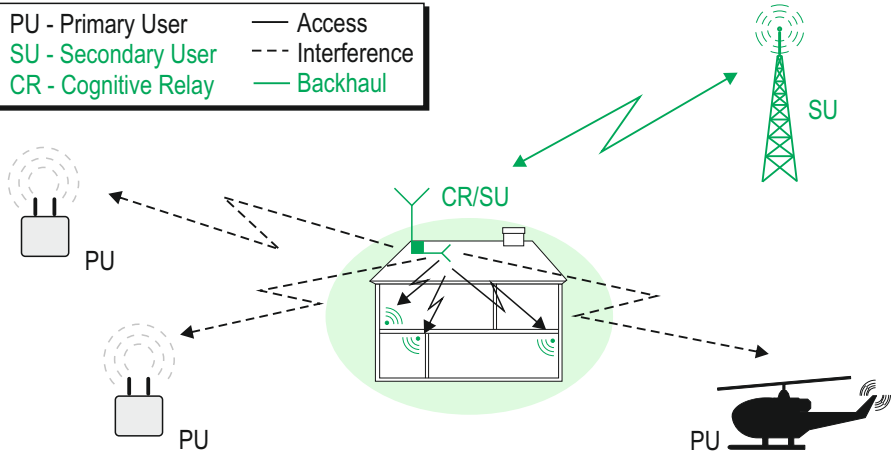 PU - Primary User
SU - Secondary User
CR - Cognitive Relay
Access
Interference
Backhaul
SU
CR/SU
PU
PU
PU